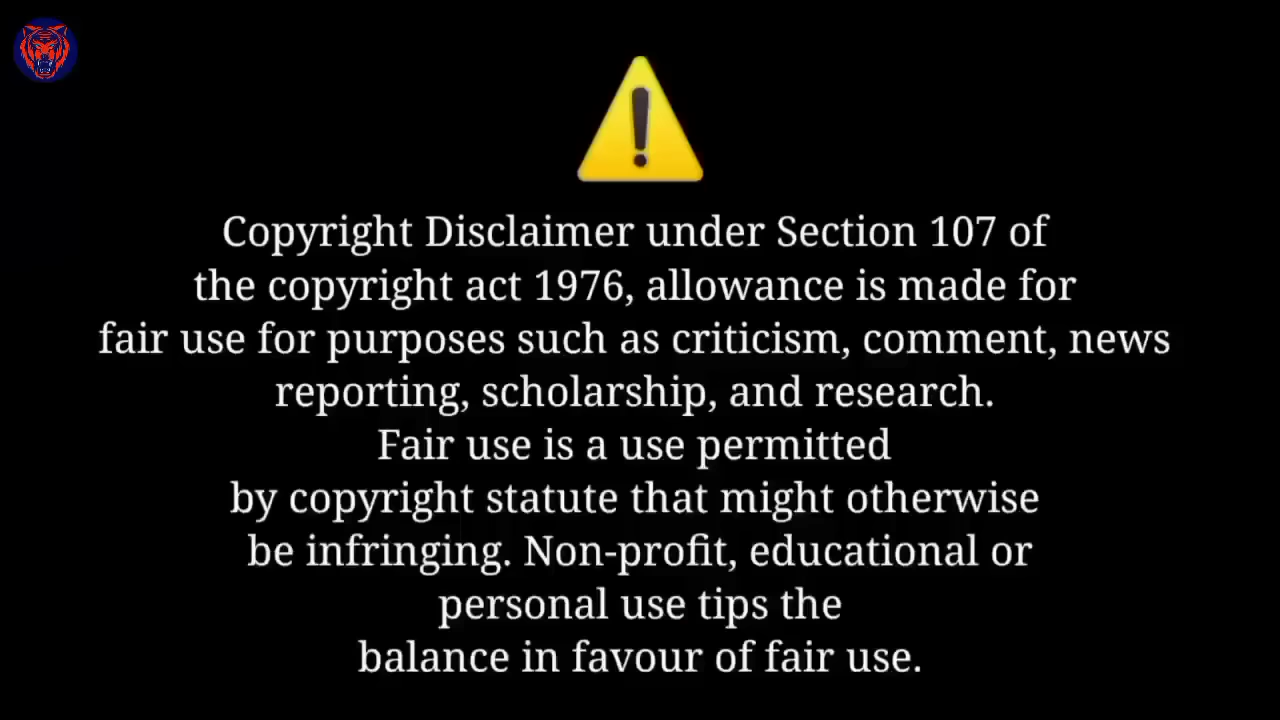 Copyright Disclaimer under Section 107 of
the copyright act 1976, allowance is made for
fair use for purposes such as criticism, comment, news
reporting, scholarship, and research.
Fair use is a use permitted
by copyright statute that might otherwise
be infringing. Non-profit, educational or
personal use tips the
balance in favour of fair use.